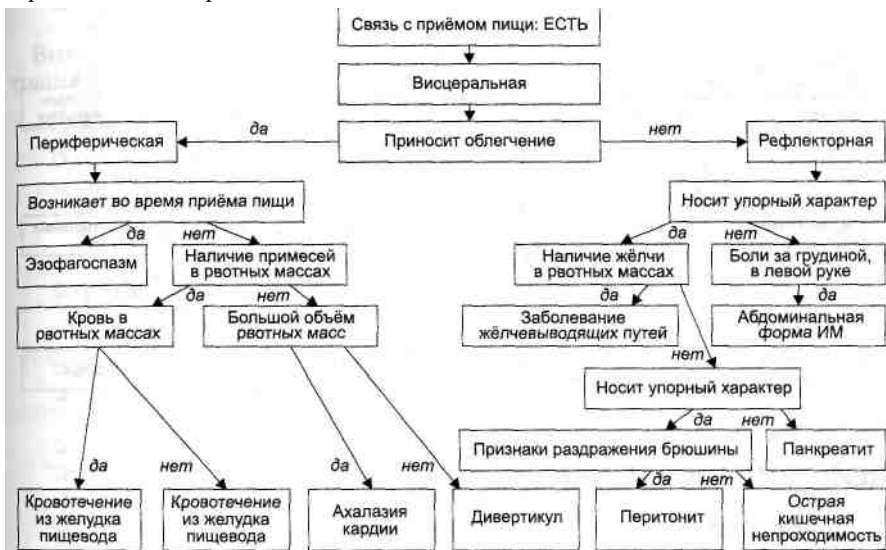 Связь с приёмом пищи: ЕСТЬ
Висцеральная
да
нет
Периферическая
Приносит облегчение
Рефлекторная
Возникает во время приёма пищи
Носит упорный характер
да
нет
да
нет
Эзофагоспазм
Наличие примесей
в рвотных массах
Наличие жёлчи
в рвотных массах
Боли за грудиной,
в левой руке
да
нет
да
да
Кровь в
рвотных массах
Большой объём
рвотных масс
Заболевание
жёлчевыводящих путей
Абдоминальная
форма ИМ
нет
Носит упорный характер
да
нет
Признаки раздражения брюшины
Панкреатит
да
нет
да
нет
да
нет
Кровотечение
из желудка
пищевода
Кровотечение
из желудка
пищевода
Ахалазия
кардии
Дивертикул
Перитонит
Острая
кишечная
непроходимость